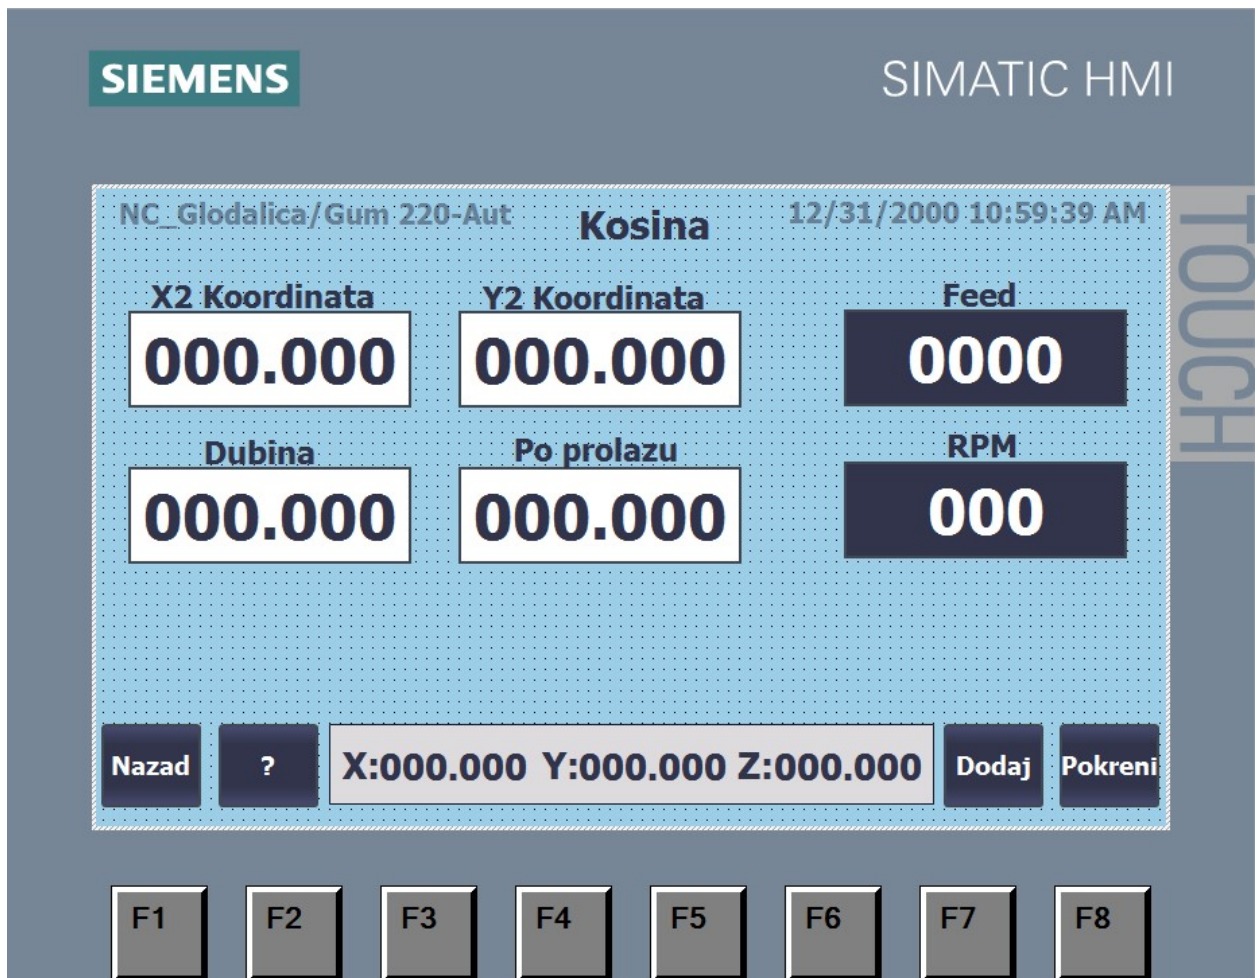 SIEMENS
SIMATIC HMI
TOUCH
NC_Glodalica/Gum 220-Aut
Kosina
12/31/2000 10:59:39 AM
X2 Koordinata
Y2 Koordinata
Feed
000.000
000.000
0000
Dubina
Po prolazu
RPM
000.000
000.000
000
Nazad
?
X:000.000 Y:000.000 Z:000.000
Dodaj
Pokreni
F1
F2
F3
F4
F5
F6
F7
F8